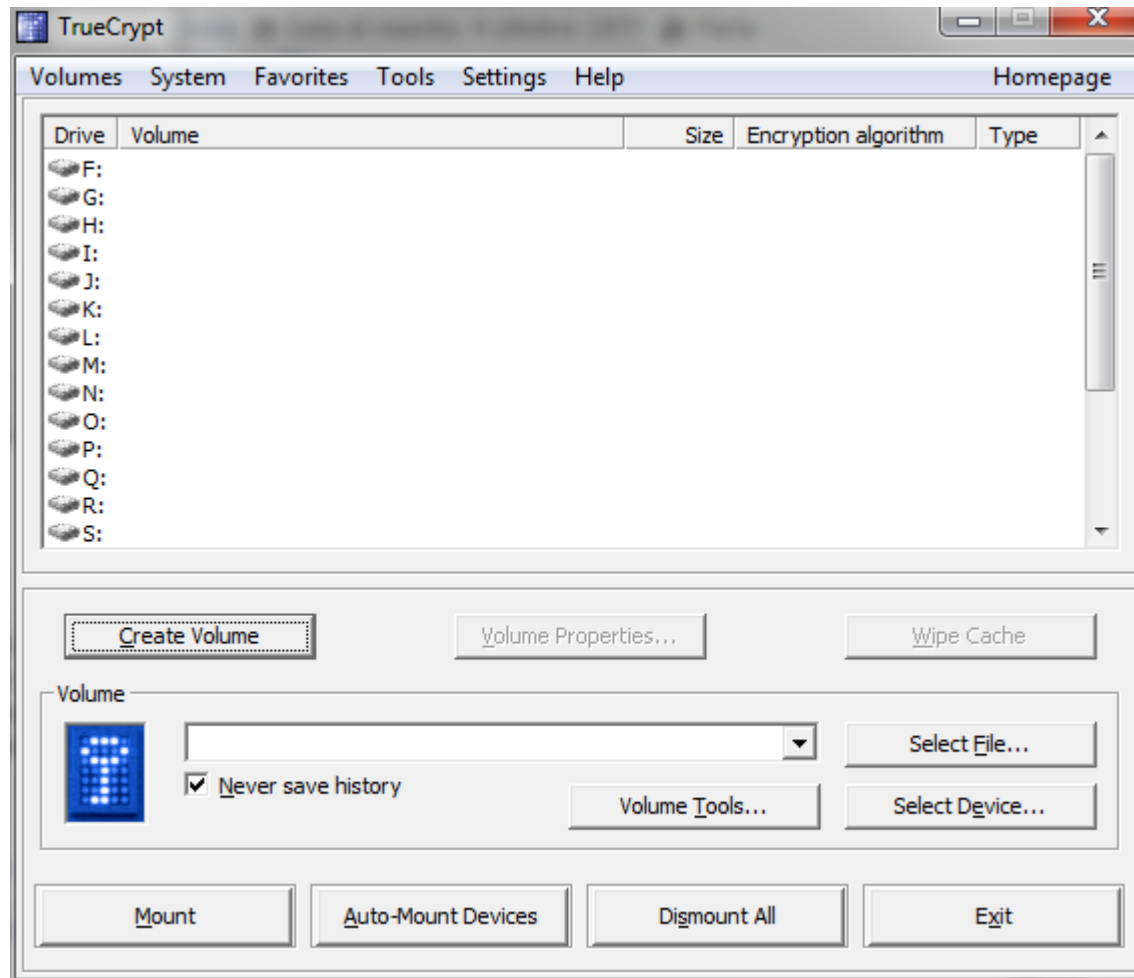 TrueCrypt
Volumes System Favorites Tools Settings Help Homepage
Drive Volume Size Encryption algorithm Type
F:
G:
H:
I:
J:
K:
L:
M:
N:
O:
P:
Q:
R:
S:
Create Volume Volume Properties... Wipe Cache
Volume
Select File...
Never save history
Volume Tools... Select Device...
Mount Auto-Mount Devices Dismount All Exit